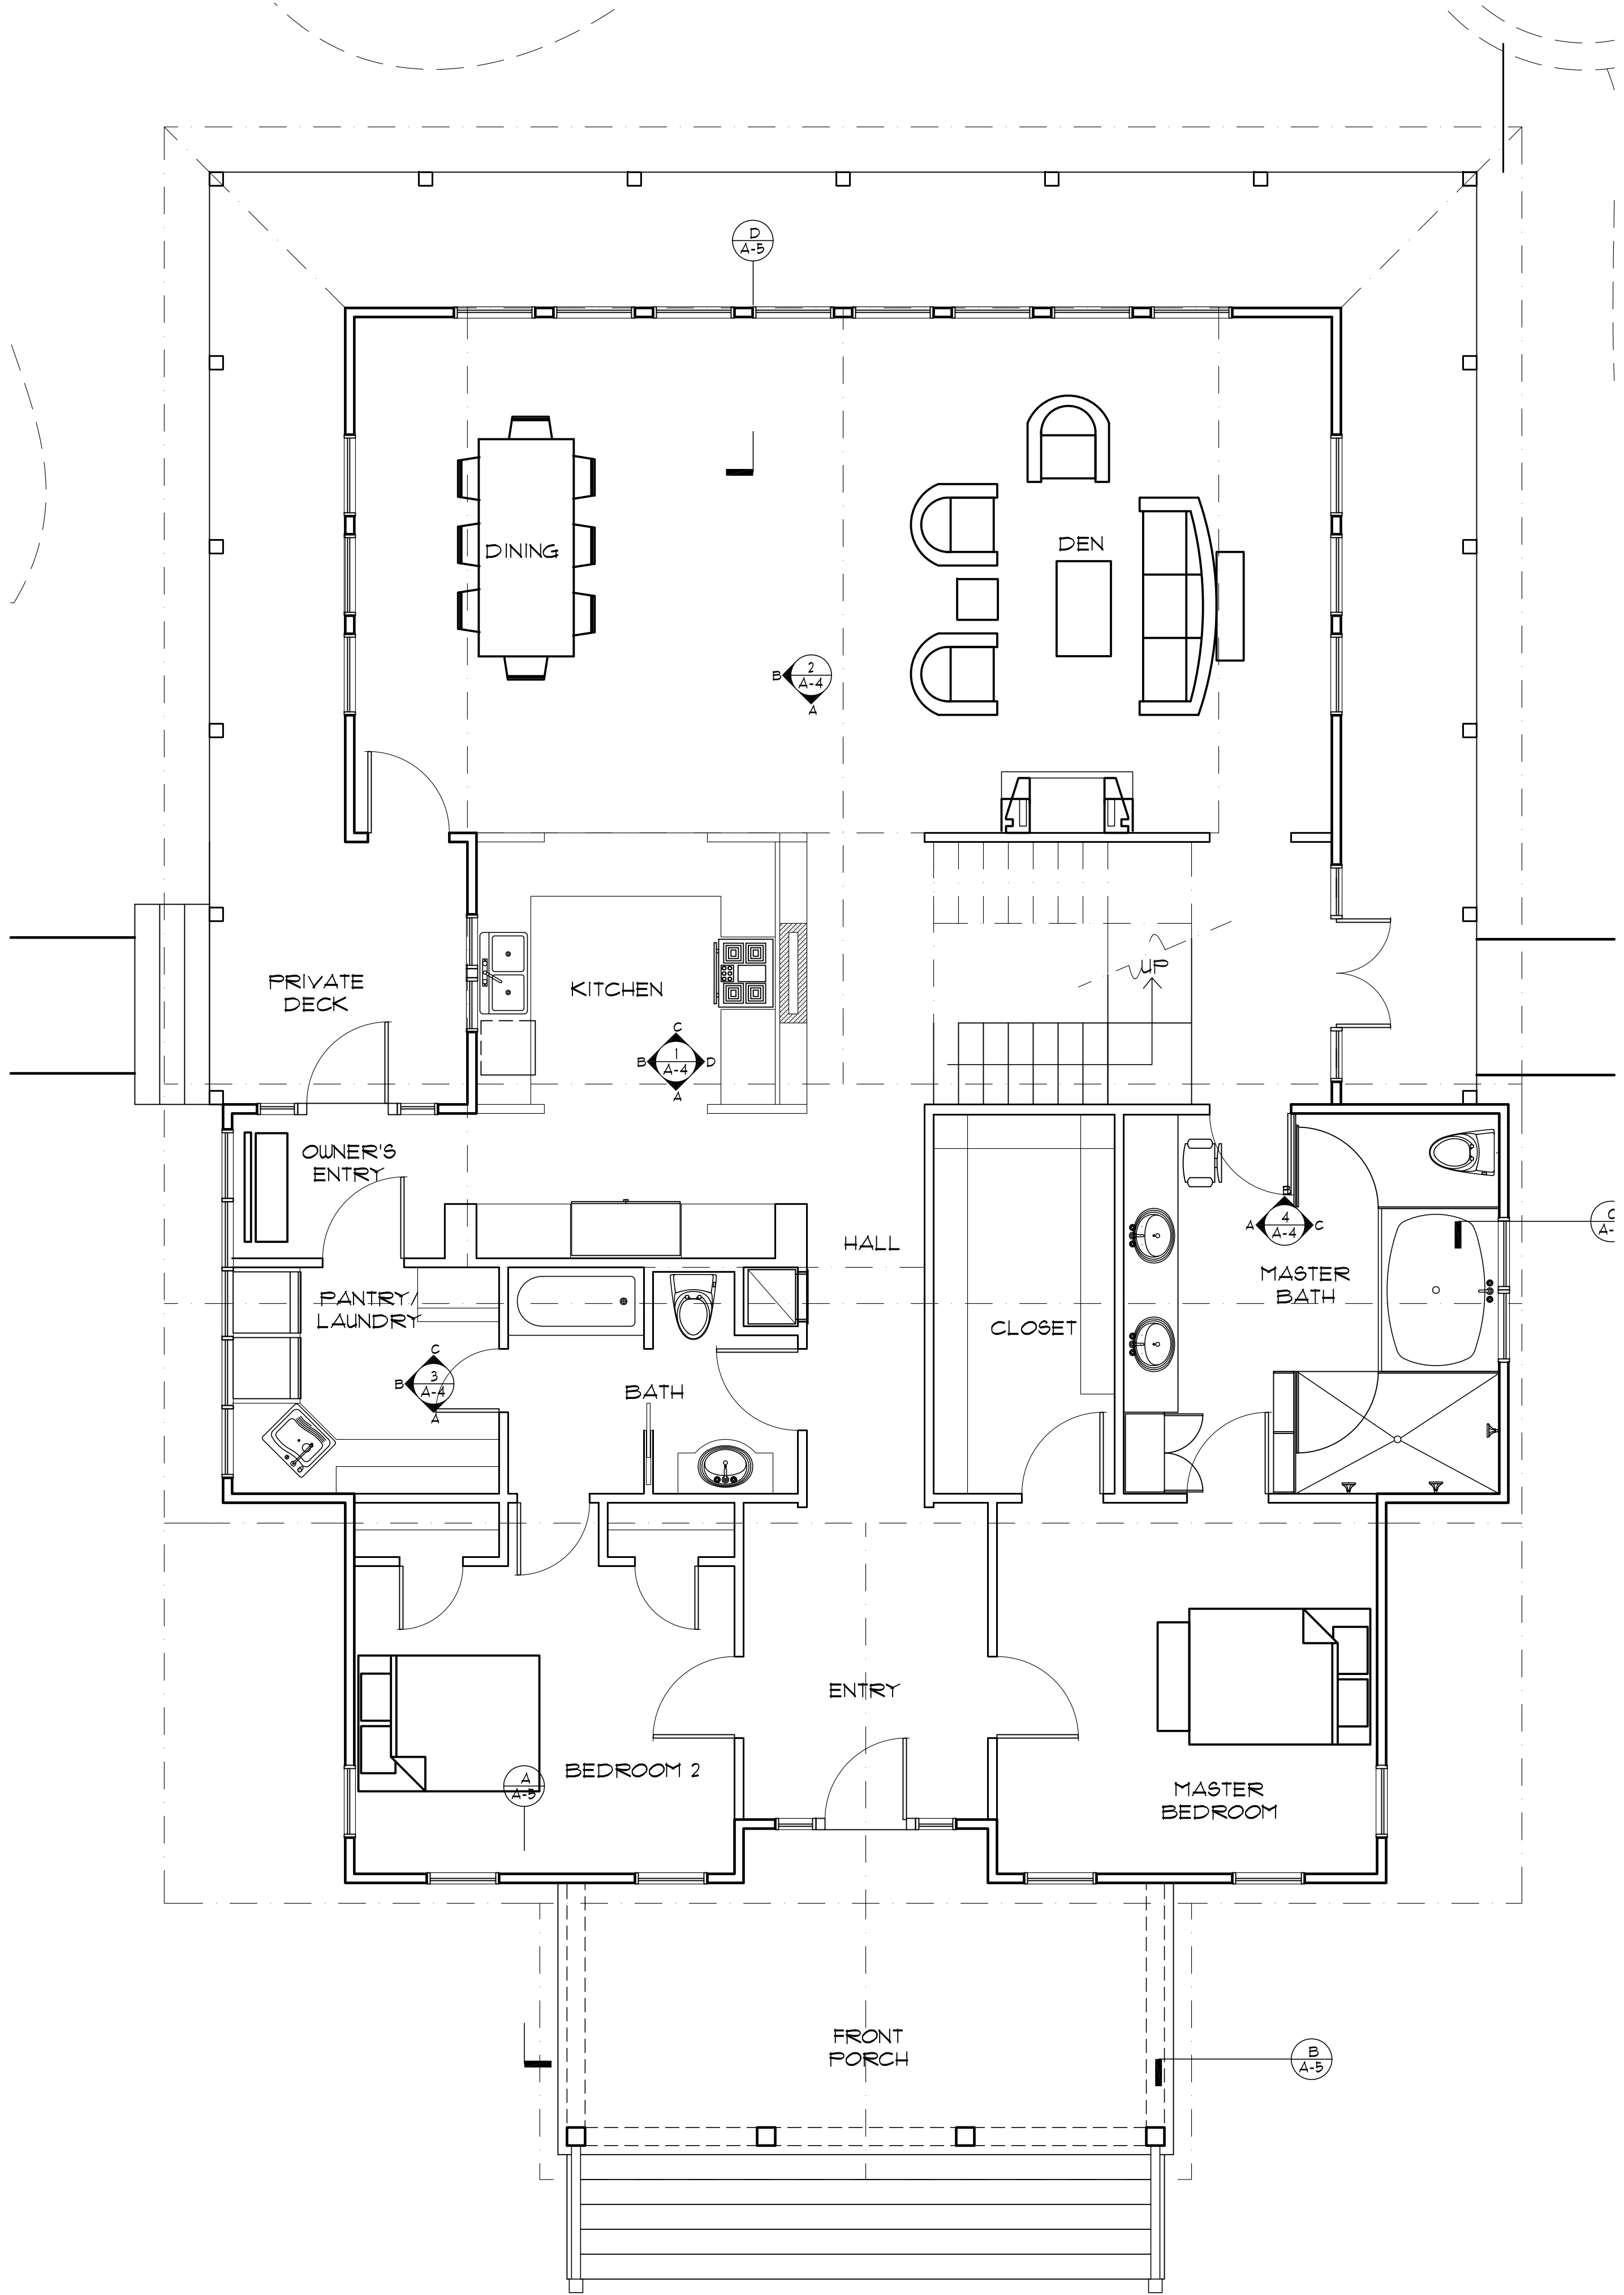 D
A-5
DINING
DEN
2
B A-4
A
PRIVATE
DECK
KITCHEN
UP
C
1
B A-4 D
A
OWNER'S
ENTRY
B
4
A A-4 C
C
A-
HALL
MASTER
BATH
PANTRY/
LAUNDRY
CLOSET
C
3
B A-4
A
BATH
ENTRY
BEDROOM 2
A
A-5
MASTER
BEDROOM
FRONT
PORCH
B
A-5